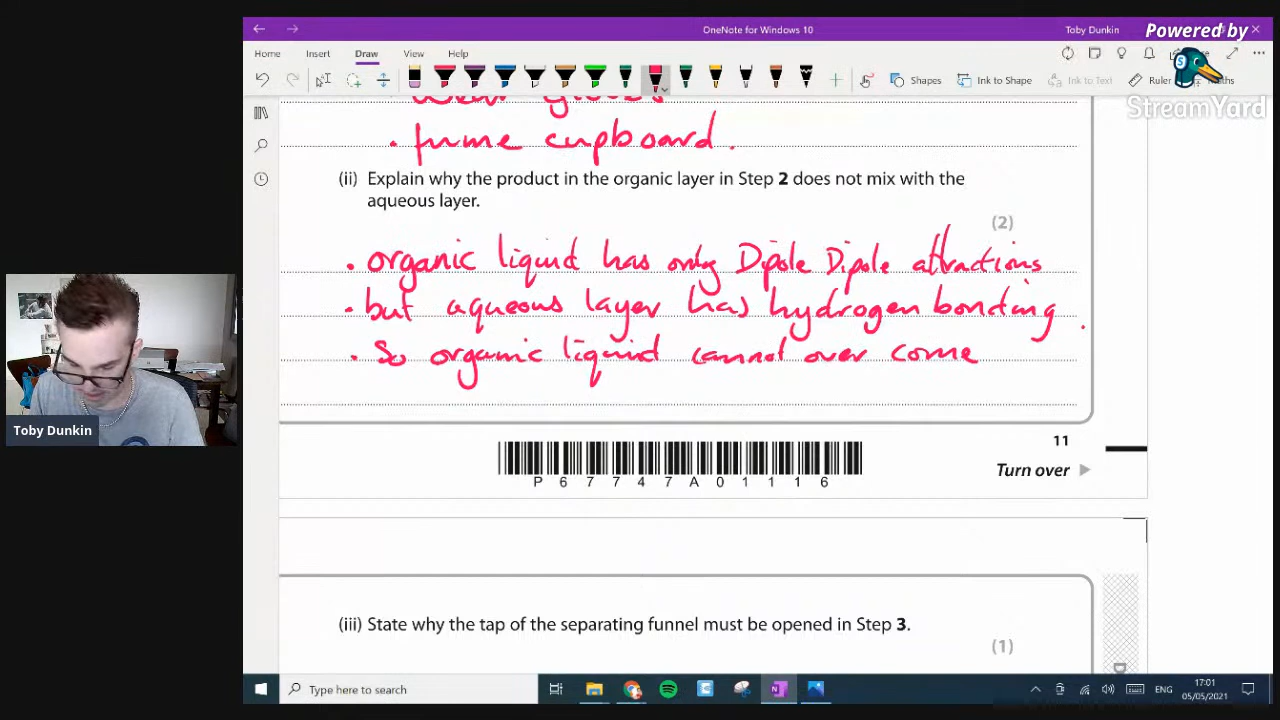 OneNote for Windows 10
Toby Dunkin
Powered by
StreamYard
Home Insert Draw View Help
Shapes Ink to Shape Ink to Text Ruler
. fume cupboard.
(ii) Explain why the product in the organic layer in Step 2 does not mix with the
aqueous layer.
(2)
. organic liquid has only Dipole Dipole attractions
. but aqueous layer has hydrogen bonding.
. So organic liquid cannot over come
11
P 6 7 7 4 7 A 0 1 1 1 6
Turn over
(iii) State why the tap of the separating funnel must be opened in Step 3.
(1)
Toby Dunkin
Type here to search
ENG
17:01
05/05/2021